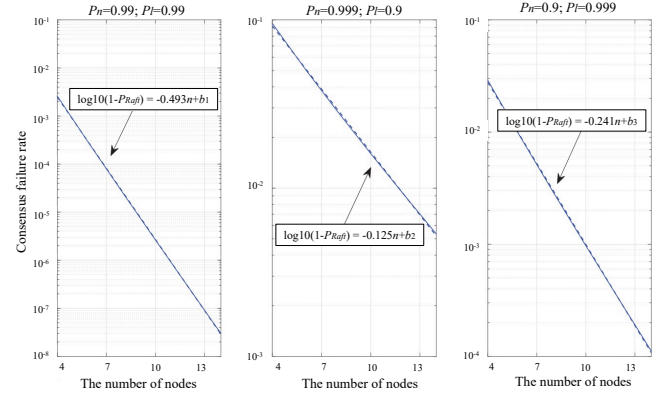 Pn=0.99; Pl=0.99
10-1
10-2
10-3
10-4
10-5
10-6
10-7
10-8
Consensus failure rate
log10(1-PRaft) = -0.493n+b1
4 7 10 13
The number of nodes
Pn=0.999; Pl=0.9
10-1
10-2
10-3
log10(1-PRaft) = -0.125n+b2
4 7 10 13
The number of nodes
Pn=0.9; Pl=0.999
10-1
10-2
10-3
10-4
log10(1-PRaft) = -0.241n+b3
4 7 10 13
The number of nodes